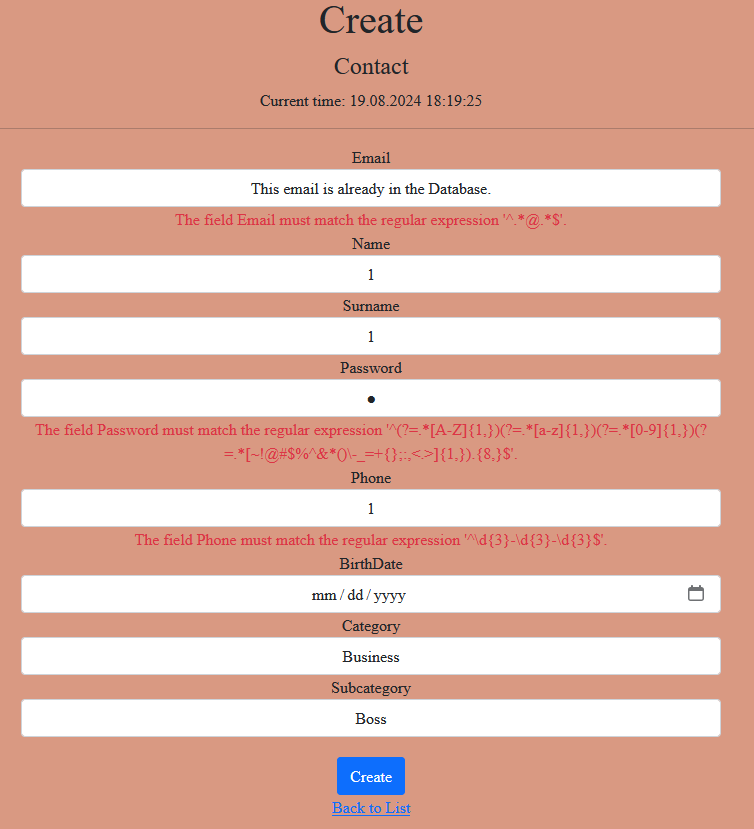 Create
Contact
Current time: 19.08.2024 18:19:25
Email
This email is already in the Database.
The field Email must match the regular expression '^.*@.*$'.
Name
1
Surname
1
Password
●
The field Password must match the regular expression '^(?=.*[A-Z]{1,})(?=.*[a-z]{1,})(?=.*[0-9]{1,})(?
=.*[~!@#$%^&*()\-_=+{};:,<.>]{1,}).{8,}$'.
Phone
1
The field Phone must match the regular expression '^\d{3}-\d{3}-\d{3}$'.
BirthDate
mm/dd/yyyy
Category
Business
Subcategory
Boss
Create
Back to List